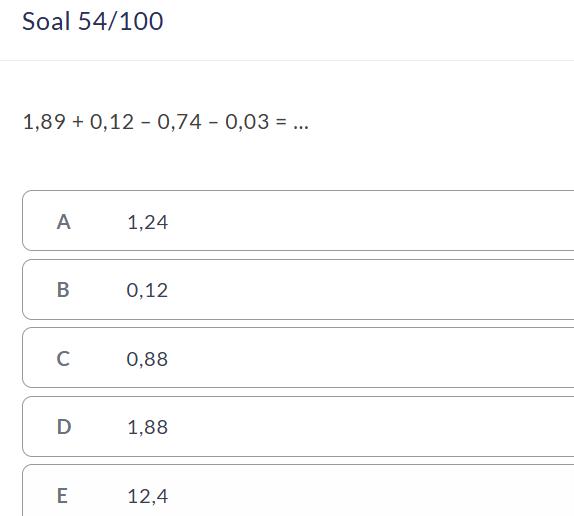 Soal 54/100
1,89 + 0,12 – 0,74 – 0,03 = ...
A 1,24
B 0,12
C 0,88
D 1,88
E 12,4